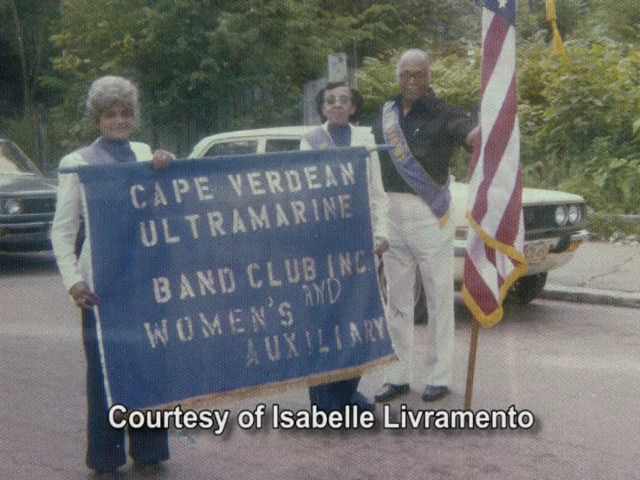 CAPE VERDEAN
ULTRAMARINE
BAND CLUB INC
AND
WOMEN'S
AUXILIARY
Courtesy of Isabelle Livramento